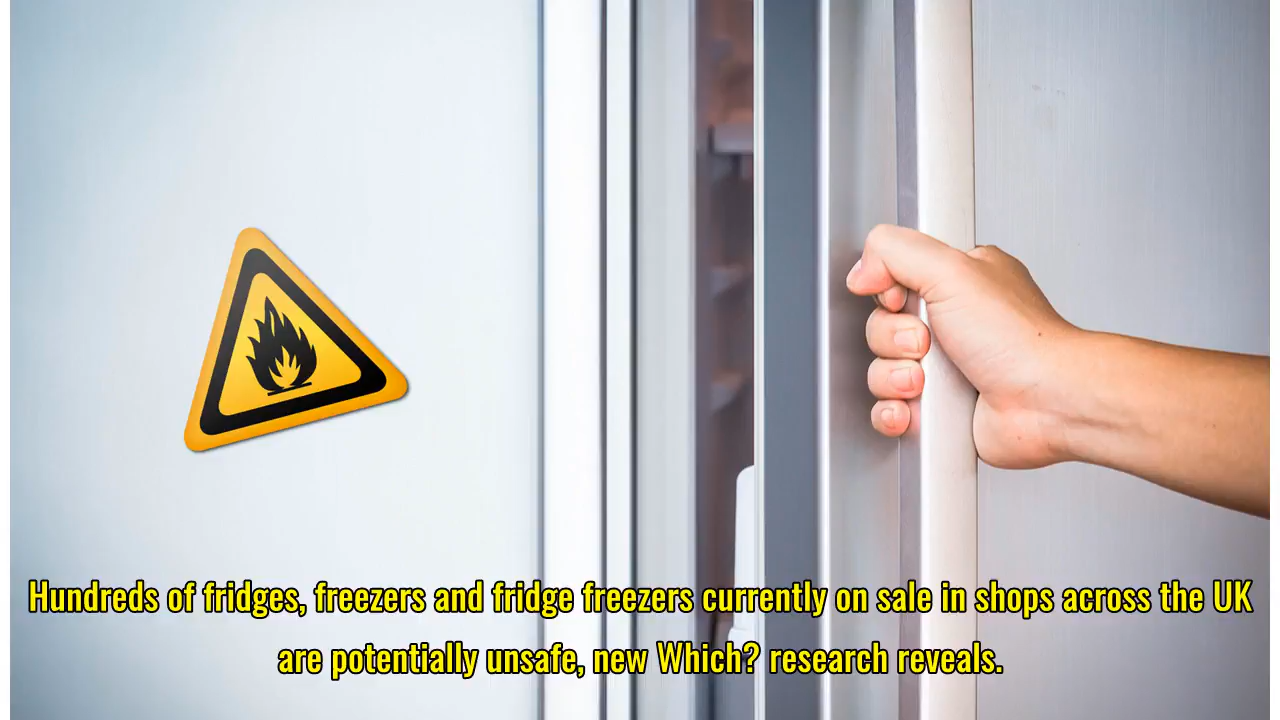 Hundreds of fridges, freezers and fridge freezers currently on sale in shops across the UK
are potentially unsafe, new Which? research reveals.